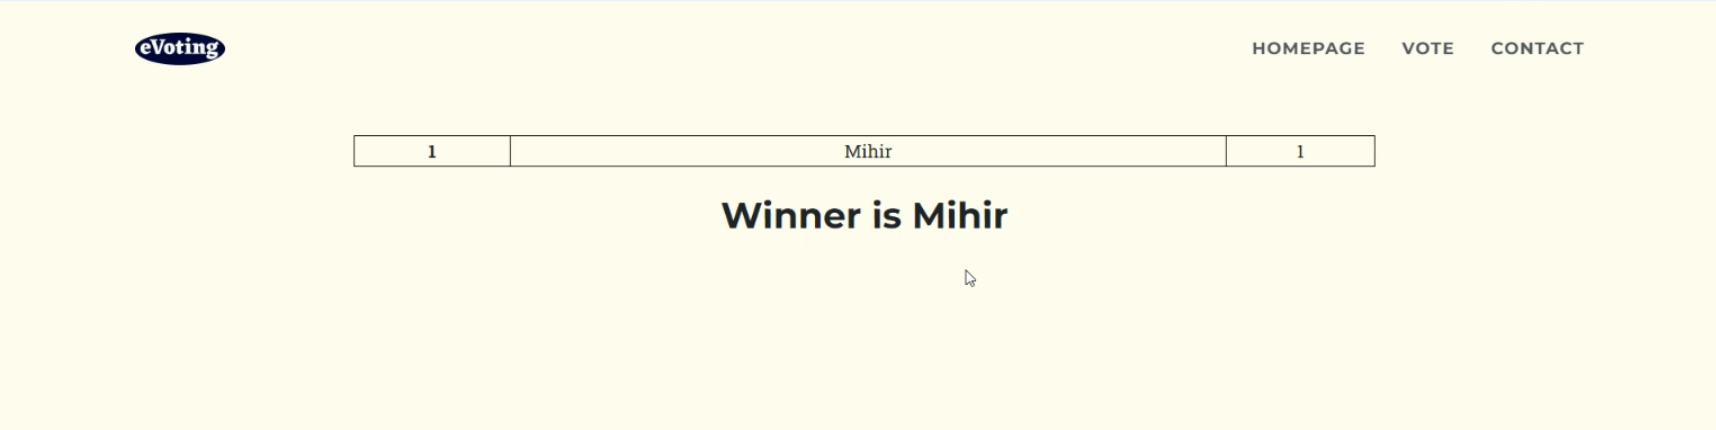 eVoting
HOMEPAGE VOTE CONTACT
1 Mihir 1
Winner is Mihir